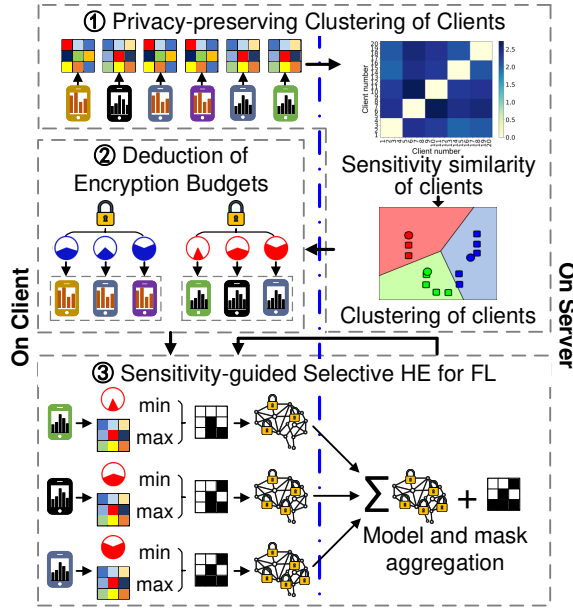 ① Privacy-preserving Clustering of Clients
Client number
Client number
2.5
2.0
1.5
1.0
0.5
0.0
Sensitivity similarity
of clients
② Deduction of
Encryption Budgets
Clustering of clients
On Client
On Server
③ Sensitivity-guided Selective HE for FL
min
max
min
max
min
max
Σ
+
Model and mask
aggregation